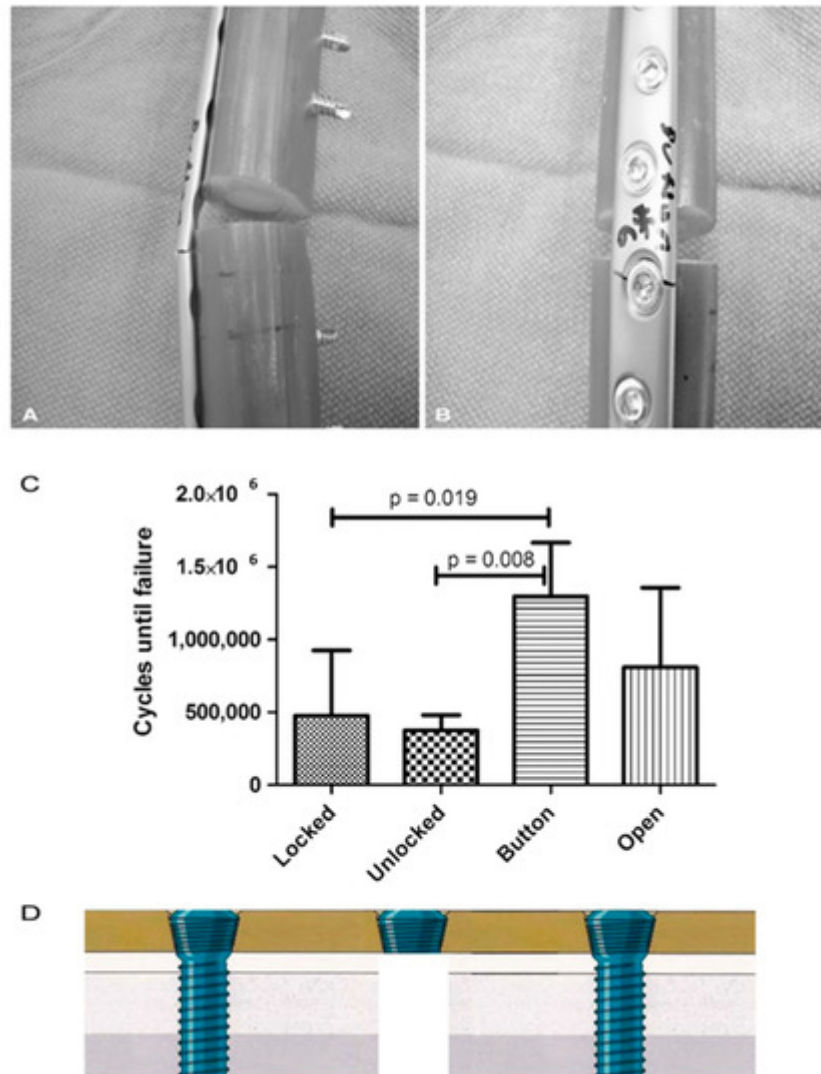 A
B
#6
C
2.0×10 6
p = 0.019
1.5×10 6
p = 0.008
1,000,000
500,000
0
Cycles until failure
Locked
Unlocked
Button
Open
D